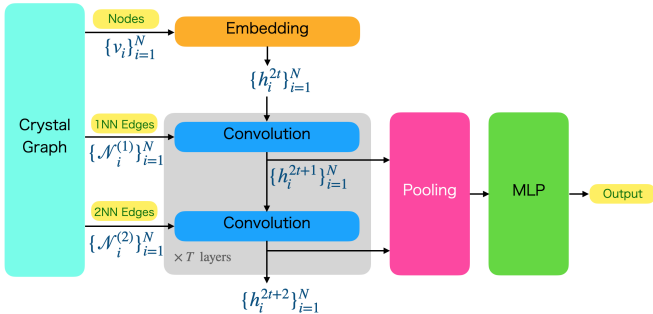 Nodes
{v_i}_{i=1}^N
Embedding
{h_i^{2t}}_{i=1}^N
Crystal
Graph
1NN Edges
{𝒩_i^{(1)}}_{i=1}^N
Convolution
{h_i^{2t+1}}_{i=1}^N
Pooling
MLP
Output
2NN Edges
{𝒩_i^{(2)}}_{i=1}^N
Convolution
× T layers
{h_i^{2t+2}}_{i=1}^N